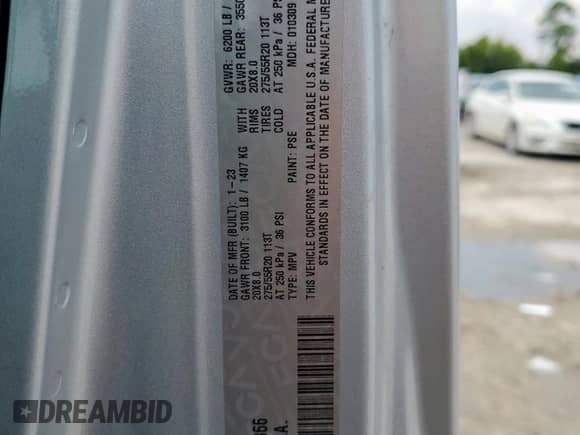 DATE OF MFR (BUILT): 1-23 GVWR: 6200 LB /
GAWR FRONT: 3100 LB / 1407 KG WITH GAWR REAR: 3550
20X8.0 RIMS 20X8.0
275/55R20 113T TIRES 275/55R20 113T
AT 250 kPa / 36 PSI COLD AT 250 kPa / 36 PSI
TYPE: MPV PAINT: PSE MDH: 010309
THIS VEHICLE CONFORMS TO ALL APPLICABLE U.S.A. FEDERAL M
STANDARDS IN EFFECT ON THE DATE OF MANUFACTURE
DREAMBID